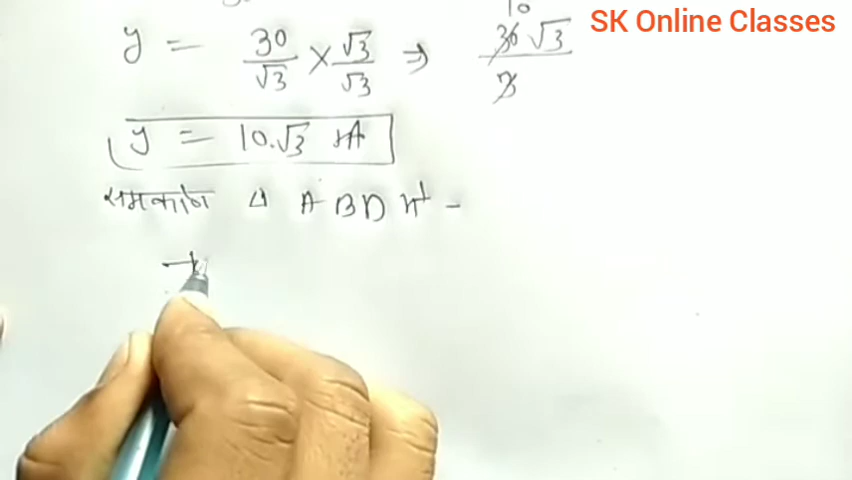 SK Online Classes
y = 30/√3 × √3/√3 ⇒ 10 30√3/3
y = 10.√3 मी
समकोण Δ ABD में -